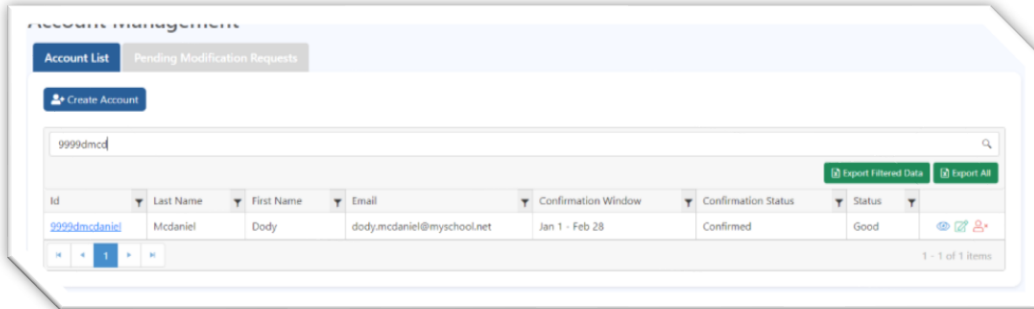 Account Management
Account List Pending Modification Requests
Create Account
9999dmcd
Export Filtered Data Export All
Id Last Name First Name Email Confirmation Window Confirmation Status Status
9999dmcdaniel Mcdaniel Dody dody.mcdaniel@myschool.net Jan 1 - Feb 28 Confirmed Good
1 1 - 1 of 1 items